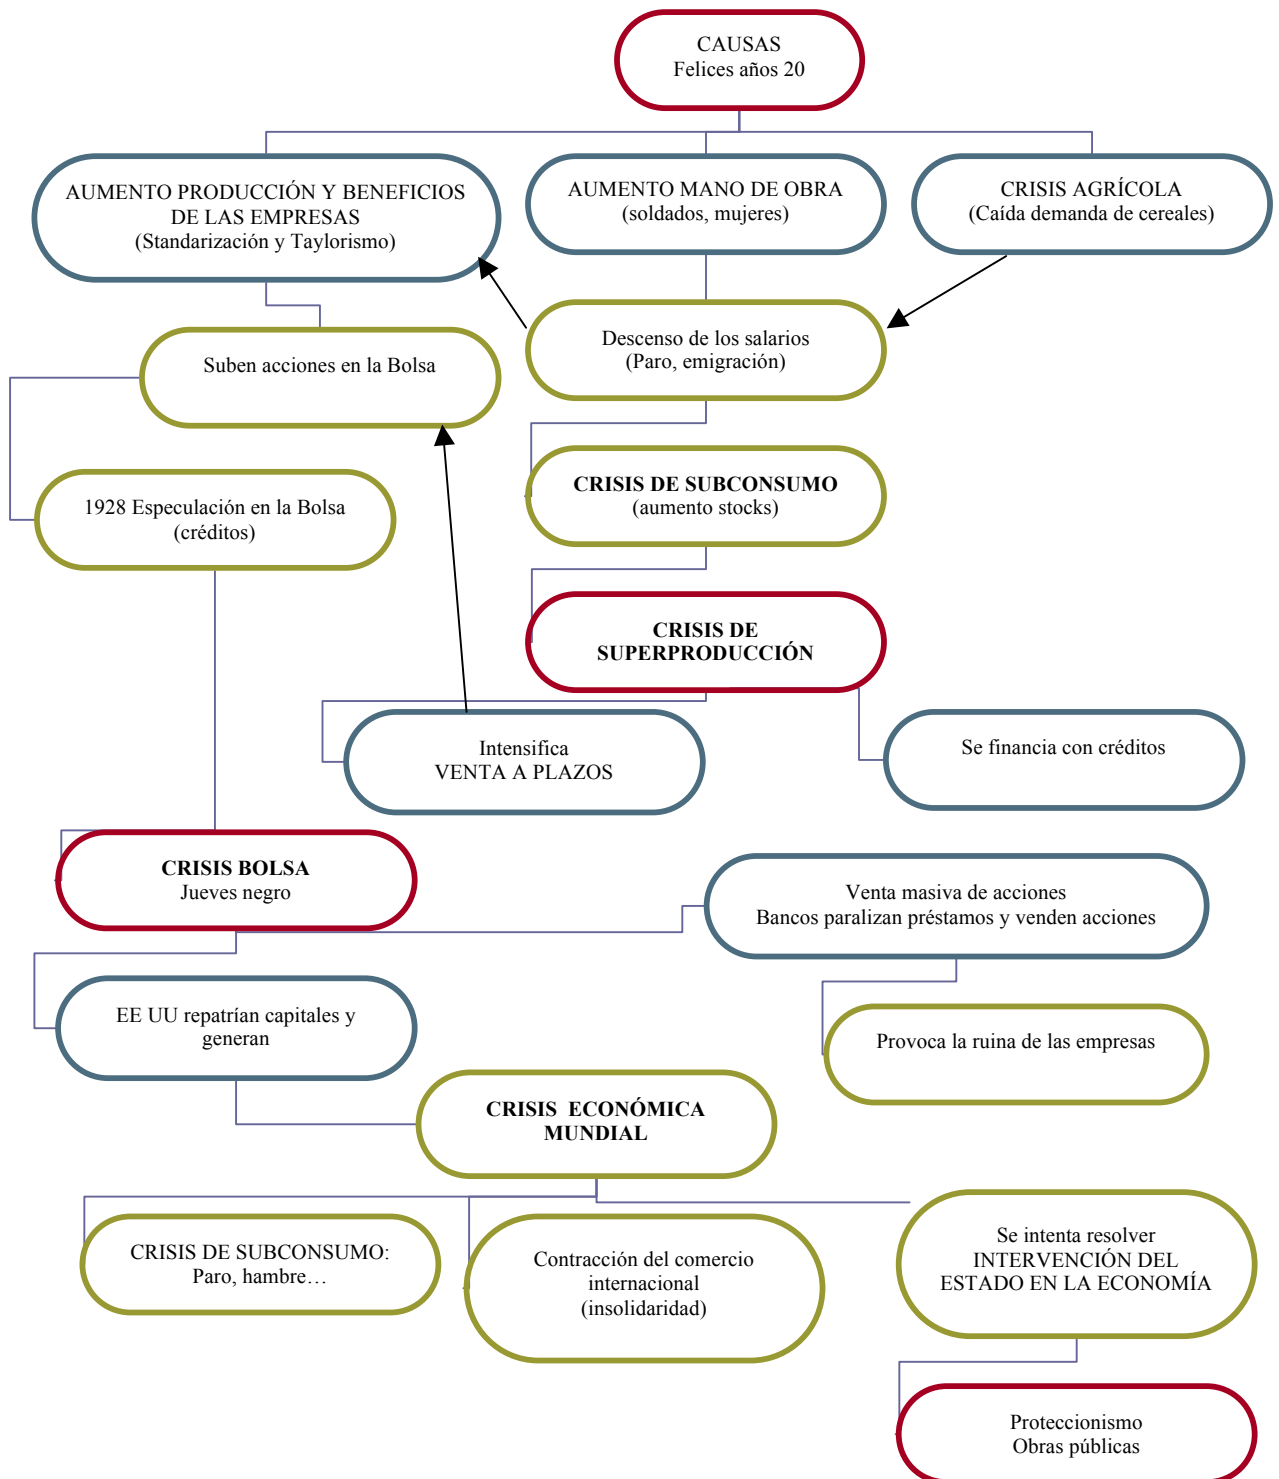 CAUSAS
Felices años 20
AUMENTO PRODUCCIÓN Y BENEFICIOS
DE LAS EMPRESAS
(Standarización y Taylorismo)
AUMENTO MANO DE OBRA
(soldados, mujeres)
CRISIS AGRÍCOLA
(Caída demanda de cereales)
Suben acciones en la Bolsa
Descenso de los salarios
(Paro, emigración)
1928 Especulación en la Bolsa
(créditos)
CRISIS DE SUBCONSUMO
(aumento stocks)
CRISIS DE
SUPERPRODUCCIÓN
Intensifica
VENTA A PLAZOS
Se financia con créditos
CRISIS BOLSA
Jueves negro
Venta masiva de acciones
Bancos paralizan préstamos y venden acciones
EE UU repatrían capitales y
generan
Provoca la ruina de las empresas
CRISIS ECONÓMICA
MUNDIAL
CRISIS DE SUBCONSUMO:
Paro, hambre…
Contracción del comercio
internacional
(insolidaridad)
Se intenta resolver
INTERVENCIÓN DEL
ESTADO EN LA ECONOMÍA
Proteccionismo
Obras públicas